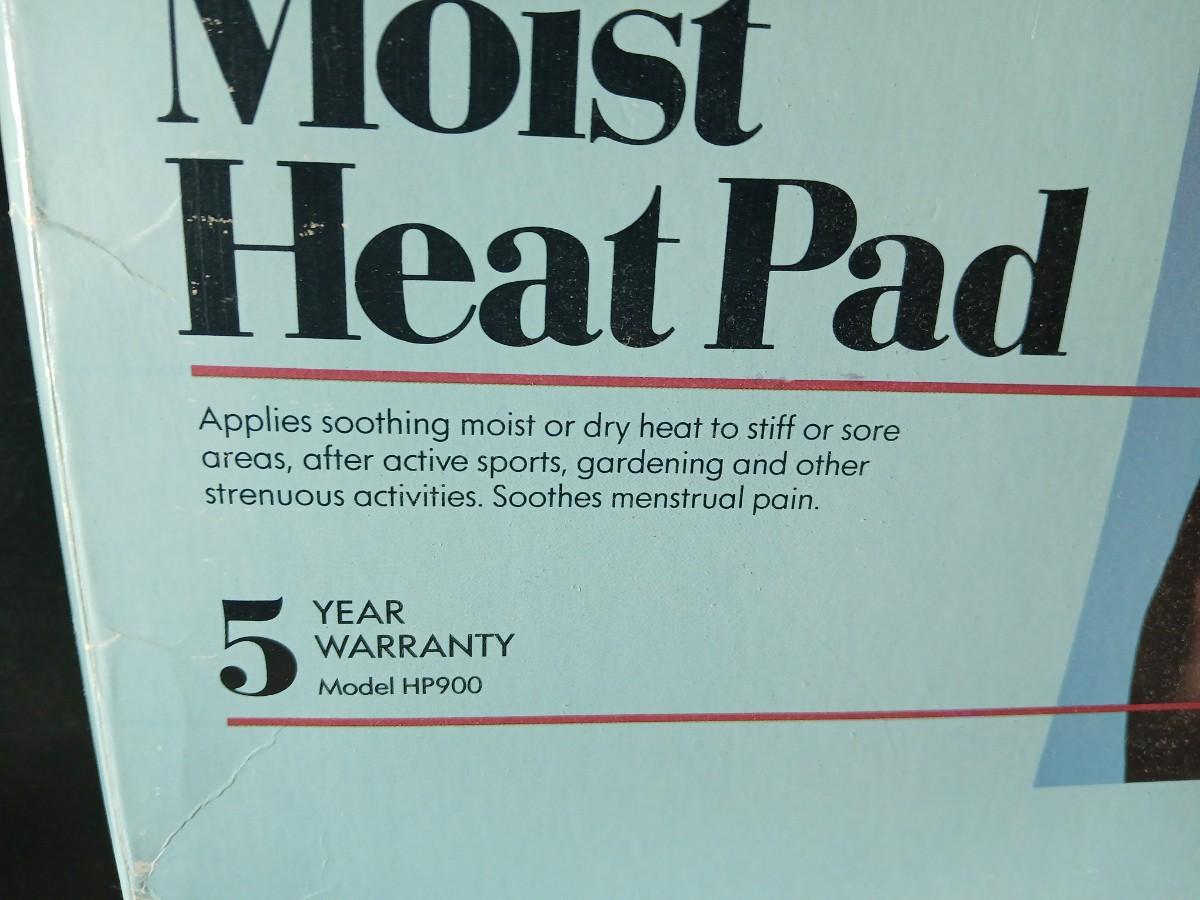 Moist
Heat Pad
Applies soothing moist or dry heat to stiff or sore
areas, after active sports, gardening and other
strenuous activities. Soothes menstrual pain.
5 YEAR
WARRANTY
Model HP900